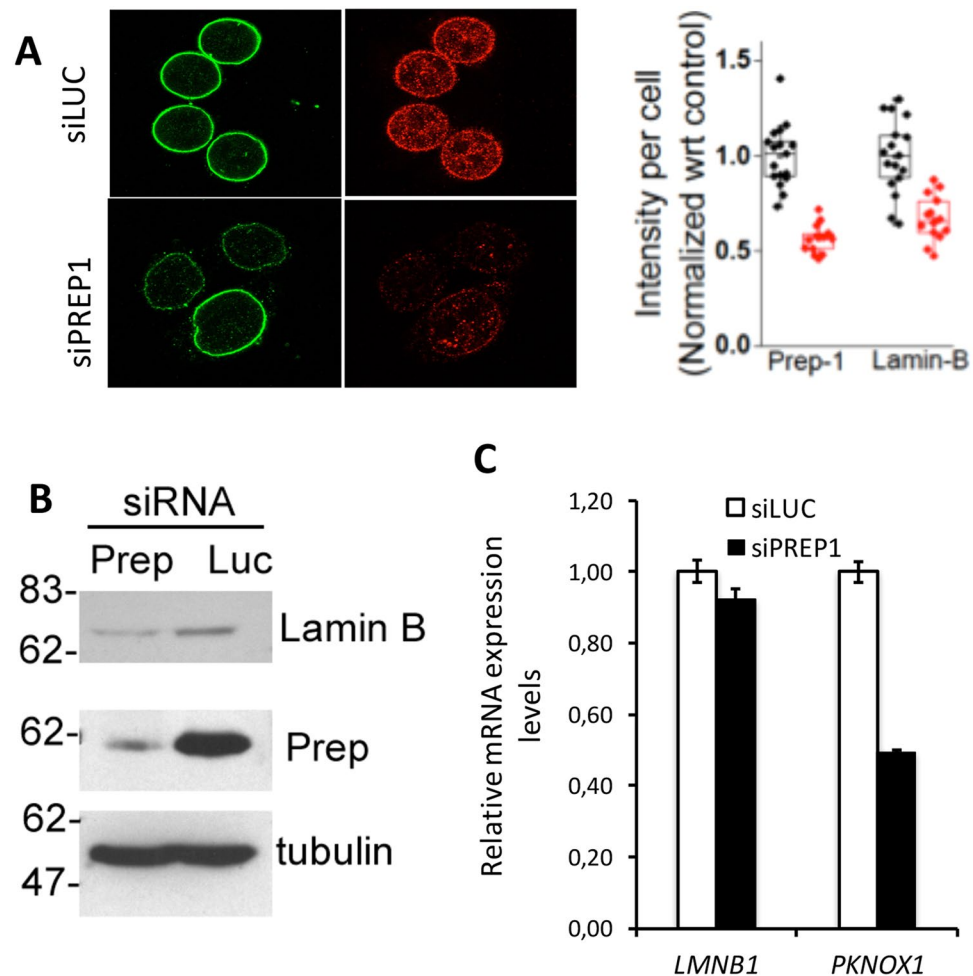 A
siLUC
siPREP1
Intensity per cell
(Normalized wrt control)
1.5
1.0
0.5
0.0
Prep-1 Lamin-B
B
siRNA
Prep Luc
83-
62-
Lamin B
62-
Prep
62-
47-
tubulin
C
Relative mRNA expression
levels
1,20
1,00
0,80
0,60
0,40
0,20
0,00
siLUC
siPREP1
LMNB1 PKNOX1